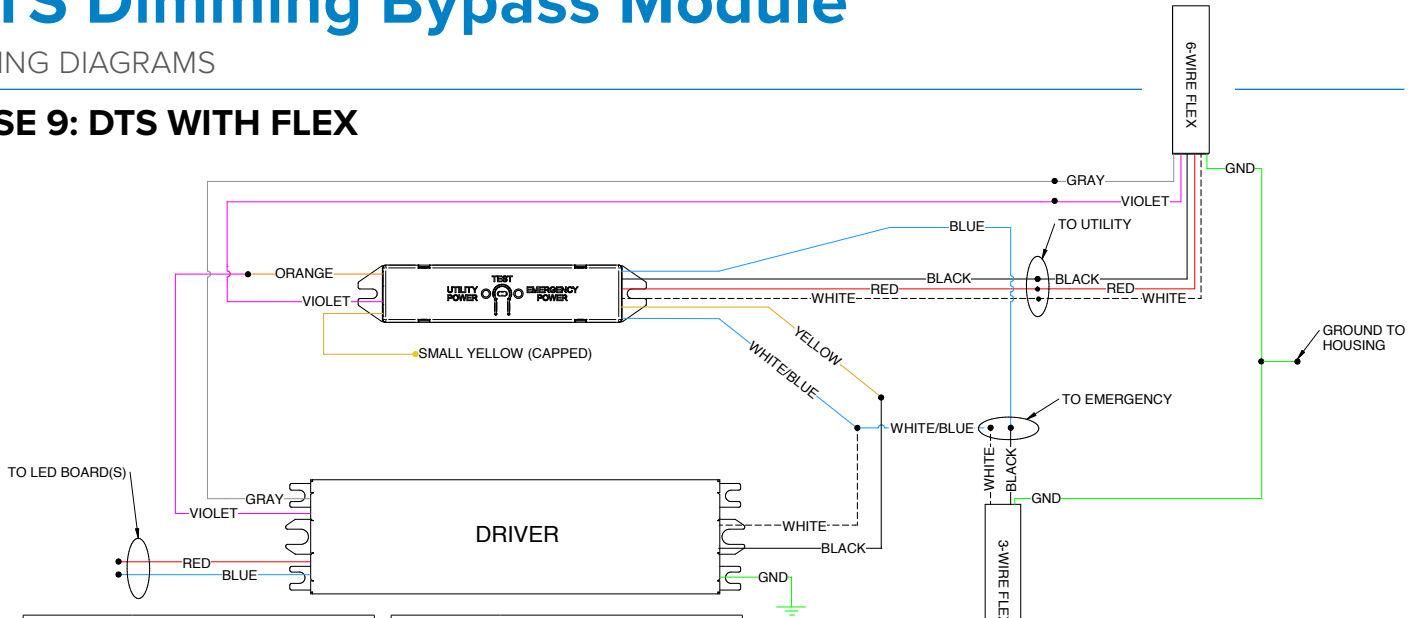 TS Dimming Bypass Module
ING DIAGRAMS
SE 9: DTS WITH FLEX
6-WIRE FLEX
GND
GRAY
VIOLET
BLUE
TO UTILITY
ORANGE
VIOLET
UTILITY POWER
TEST
EMERGENCY POWER
BLACK
BLACK
RED
RED
WHITE
WHITE
SMALL YELLOW (CAPPED)
YELLOW
WHITE/BLUE
GROUND TO
HOUSING
TO EMERGENCY
WHITE/BLUE
WHITE
BLACK
TO LED BOARD(S)
GRAY
VIOLET
DRIVER
WHITE
BLACK
GND
RED
BLUE
GND
3-WIRE FLE